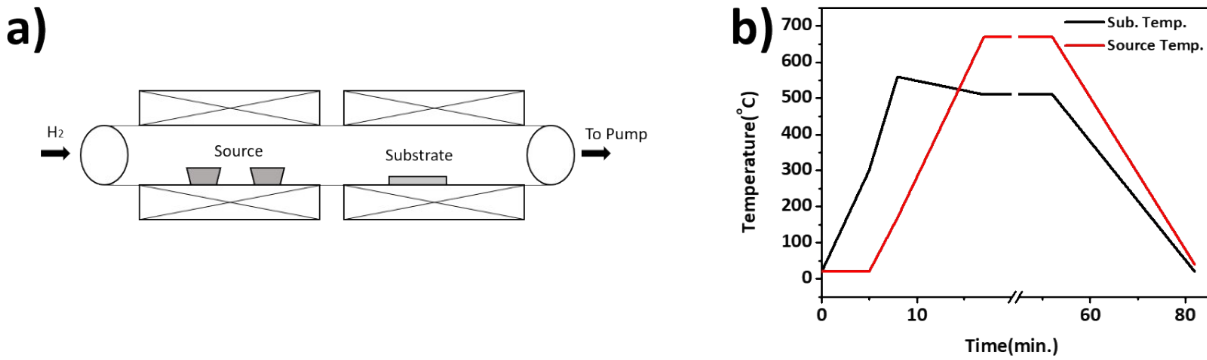 a)
H2
Source
Substrate
To Pump
b)
Sub. Temp.
Source Temp.
Temperature(°C)
700
600
500
400
300
200
100
0
0
10
60
80
Time(min.)